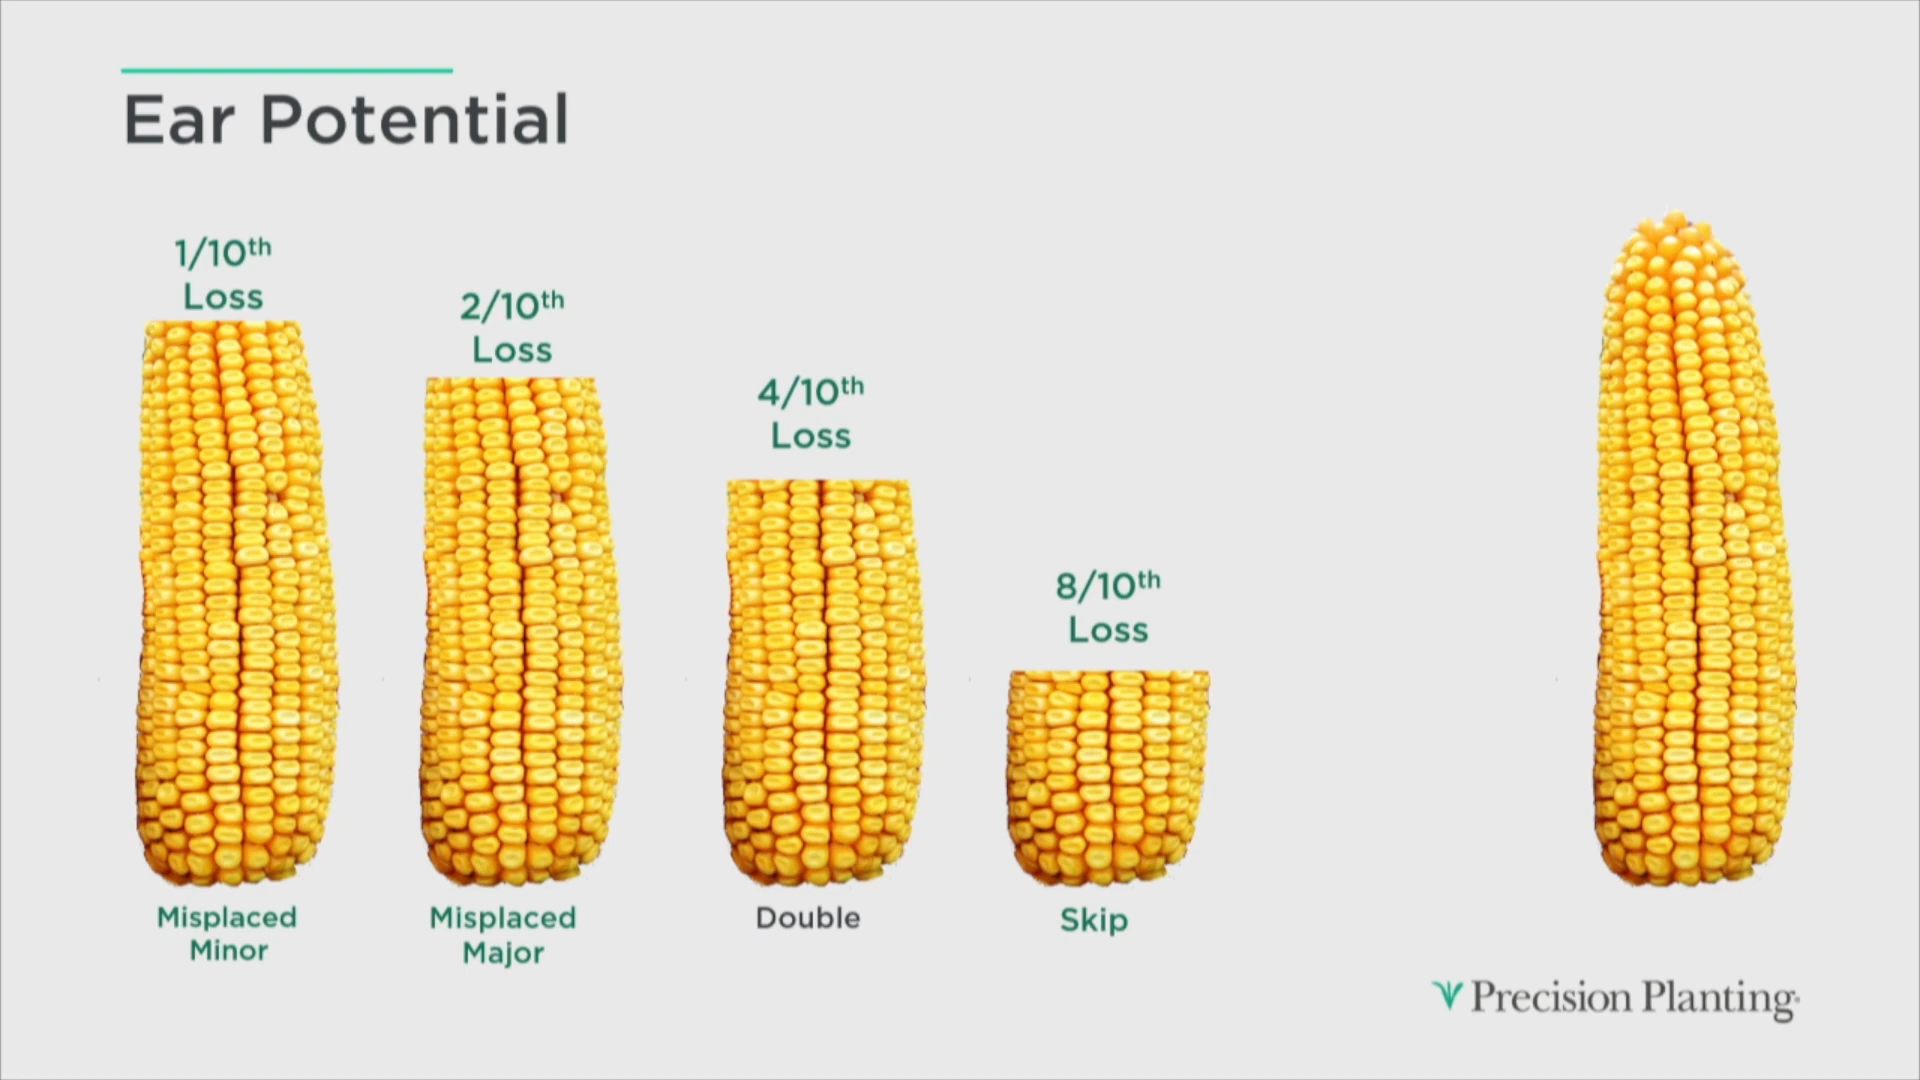 Ear Potential
1/10th
Loss
2/10th
Loss
4/10th
Loss
8/10th
Loss
Misplaced
Minor
Misplaced
Major
Double
Skip
Precision Planting